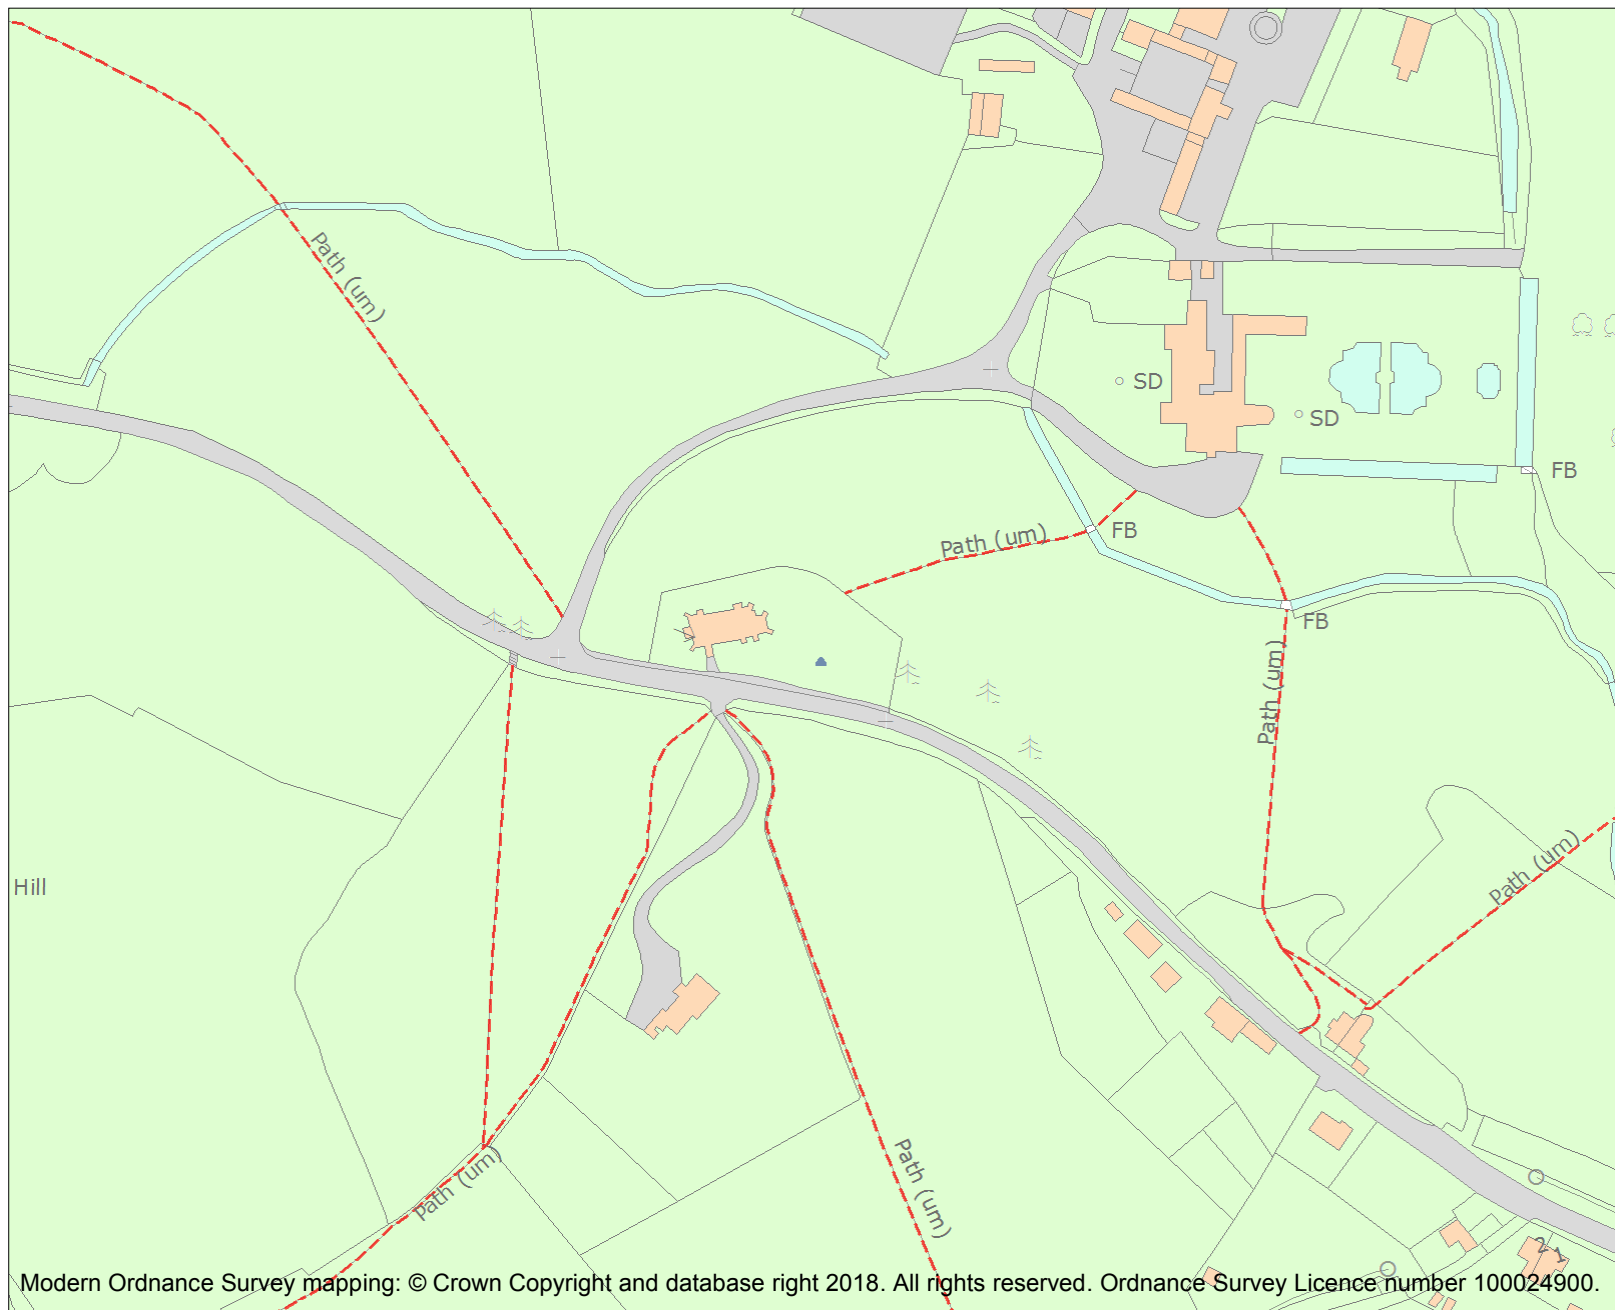 Path (um)
SD
SD
FB
Path (um)
FB
FB
Path (um)
Path (um)
Hill
Path (um)
Path (um)
Modern Ordnance Survey mapping: © Crown Copyright and database right 2018. All rights reserved. Ordnance Survey Licence number 100024900.